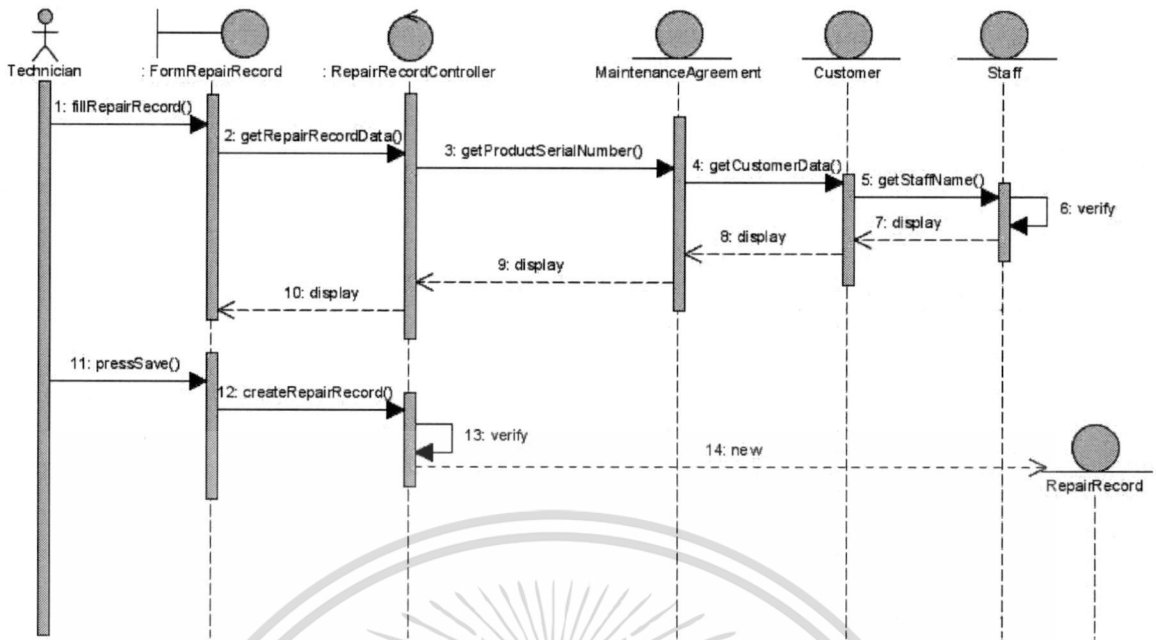 Technician
: FormRepairRecord
: RepairRecordController
MaintenanceAgreement
Customer
Staff
1: fillRepairRecord()
2: getRepairRecordData()
3: getProductSerialNumber()
4: getCustomerData()
5: getStaffName()
6: verify
7: display
8: display
9: display
10: display
11: pressSave()
12: createRepairRecord()
13: verify
14: new
RepairRecord